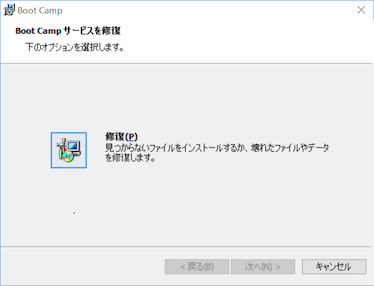 Boot Camp
Boot Camp サービスを修復
下のオプションを選択します。
修復(P)
見つからないファイルをインストールするか、壊れたファイルやデータ
を修復します。
< 戻る(B)
次へ(N) >
キャンセル